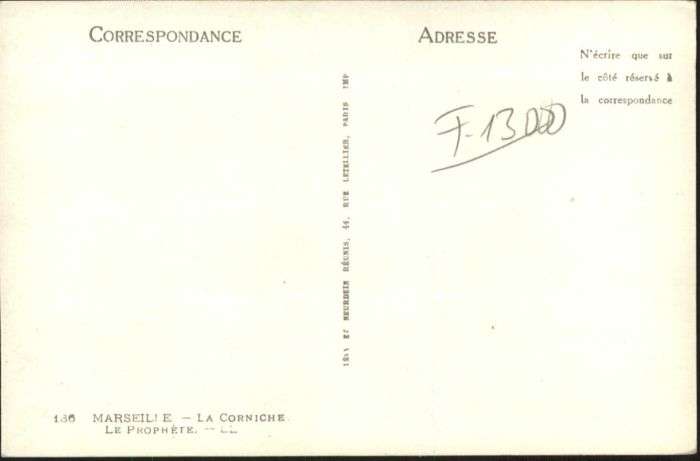 CORRESPONDANCE
ADRESSE
N'écrire que sur
le côté réservé à
la correspondance
F-13000
ET NEURDEIN RÉUNIS, 44, RUE LETELLIER, PARIS IMP
136 MARSEILLE – LA CORNICHE
LE PROPHÈTE. – LL